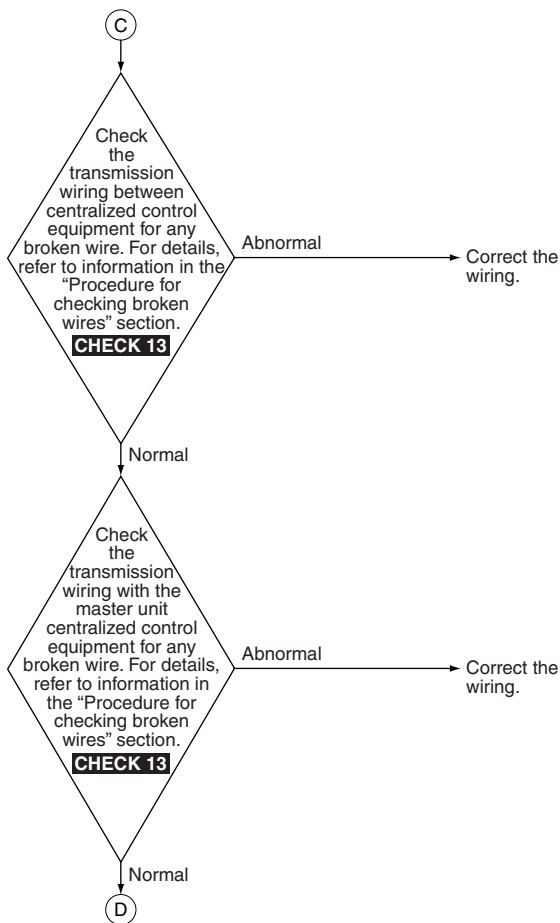 C
Check
the
transmission
wiring between
centralized control
equipment for any
broken wire. For details,
refer to information in the
“Procedure for
checking broken
wires” section.
CHECK 13
Abnormal
Correct the
wiring.
Normal
Check
the
transmission
wiring with the
master unit
centralized control
equipment for any
broken wire. For details,
refer to information in
the “Procedure for
checking broken
wires” section.
CHECK 13
Abnormal
Correct the
wiring.
Normal
D